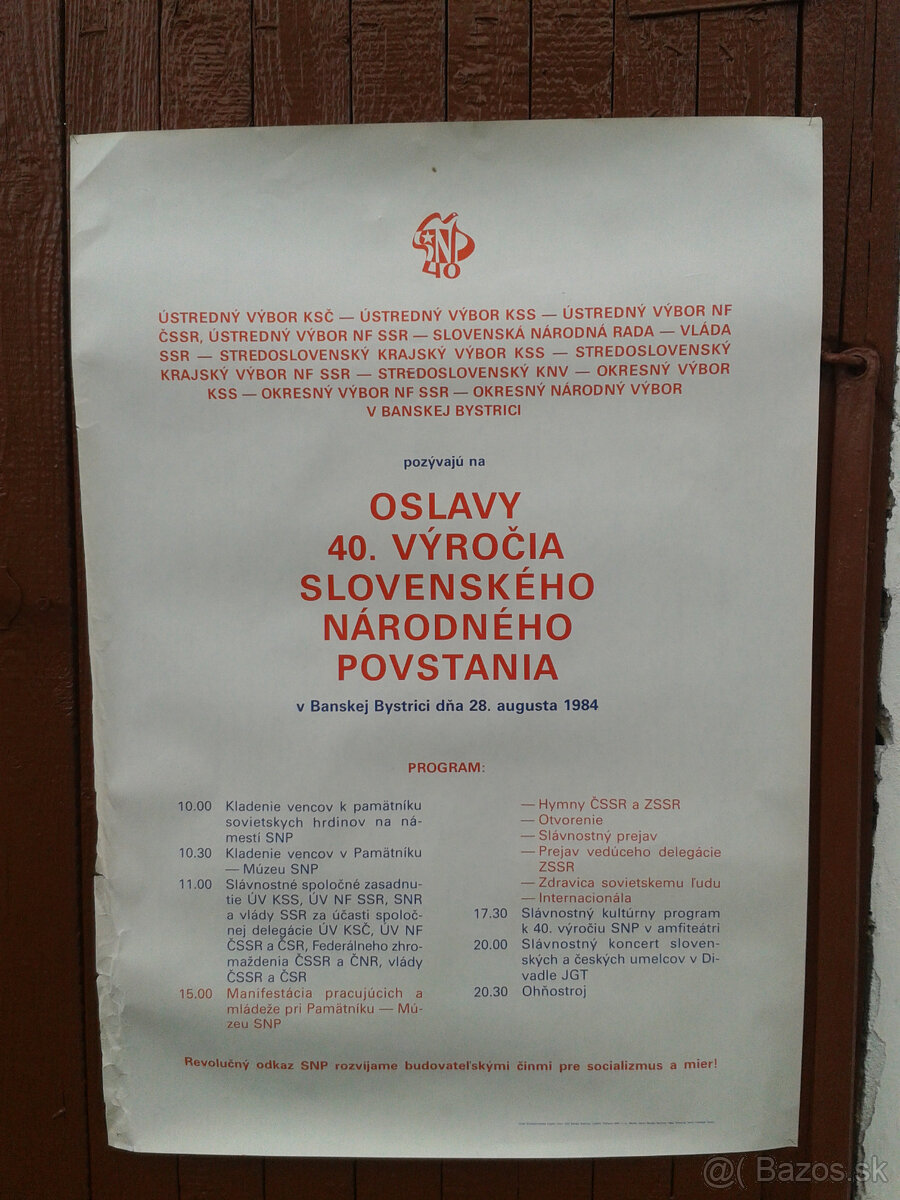 SNP
40
ÚSTREDNÝ VÝBOR KSČ — ÚSTREDNÝ VÝBOR KSS — ÚSTREDNÝ VÝBOR NF
ČSSR, ÚSTREDNÝ VÝBOR NF SSR — SLOVENSKÁ NÁRODNÁ RADA — VLÁDA
SSR — STREDOSLOVENSKÝ KRAJSKÝ VÝBOR KSS — STREDOSLOVENSKÝ
KRAJSKÝ VÝBOR NF SSR — STREDOSLOVENSKÝ KNV — OKRESNÝ VÝBOR
KSS — OKRESNÝ VÝBOR NF SSR — OKRESNÝ NÁRODNÝ VÝBOR
V BANSKEJ BYSTRICI
pozývajú na
OSLAVY
40. VÝROČIA
SLOVENSKÉHO
NÁRODNÉHO
POVSTANIA
v Banskej Bystrici dňa 28. augusta 1984
PROGRAM:
10.00 Kladenie vencov k pamätníku
sovietskych hrdinov na ná-
mestí SNP
10.30 Kladenie vencov v Pamätníku
— Múzeu SNP
11.00 Slávnostné spoločné zasadnu-
tie ÚV KSS, ÚV NF SSR, SNR
a vlády SSR za účasti spoloč-
nej delegácie ÚV KSČ, ÚV NF
ČSSR a ČSR, Federálneho zhro-
maždenia ČSSR a ČNR, vlády
ČSSR a ČSR
15.00 Manifestácia pracujúcich a
mládeže pri Pamätníku — Mú-
zeu SNP
— Hymny ČSSR a ZSSR
— Otvorenie
— Slávnostný prejav
— Prejav vedúceho delegácie
ZSSR
— Zdravica sovietskemu ľudu
— Internacionála
17.30 Slávnostný kultúrny program
k 40. výročiu SNP v amfiteátri
20.00 Slávnostný koncert sloven-
ských a českých umelcov v Di-
vadle JGT
20.30 Ohňostroj
Revolučný odkaz SNP rozvíjame budovateľskými činmi pre socializmus a mier!
@( Bazos.sk